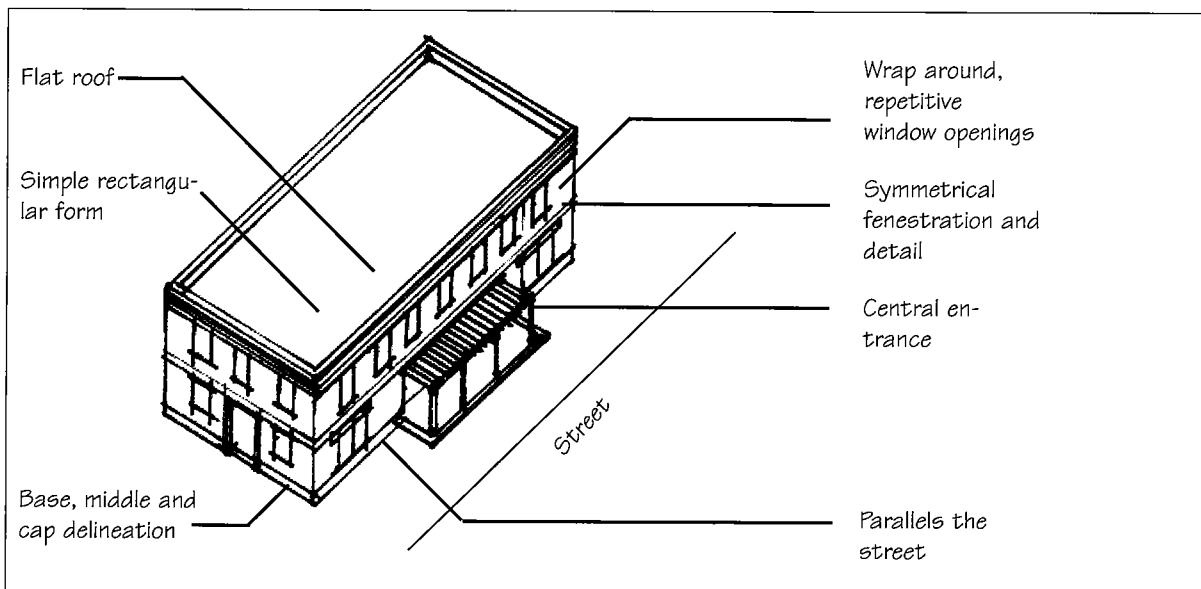 Flat roof
Simple rectangu-
lar form
Base, middle and
cap delineation
Street
Wrap around,
repetitive
window openings
Symmetrical
fenestration and
detail
Central en-
trance
Parallels the
street